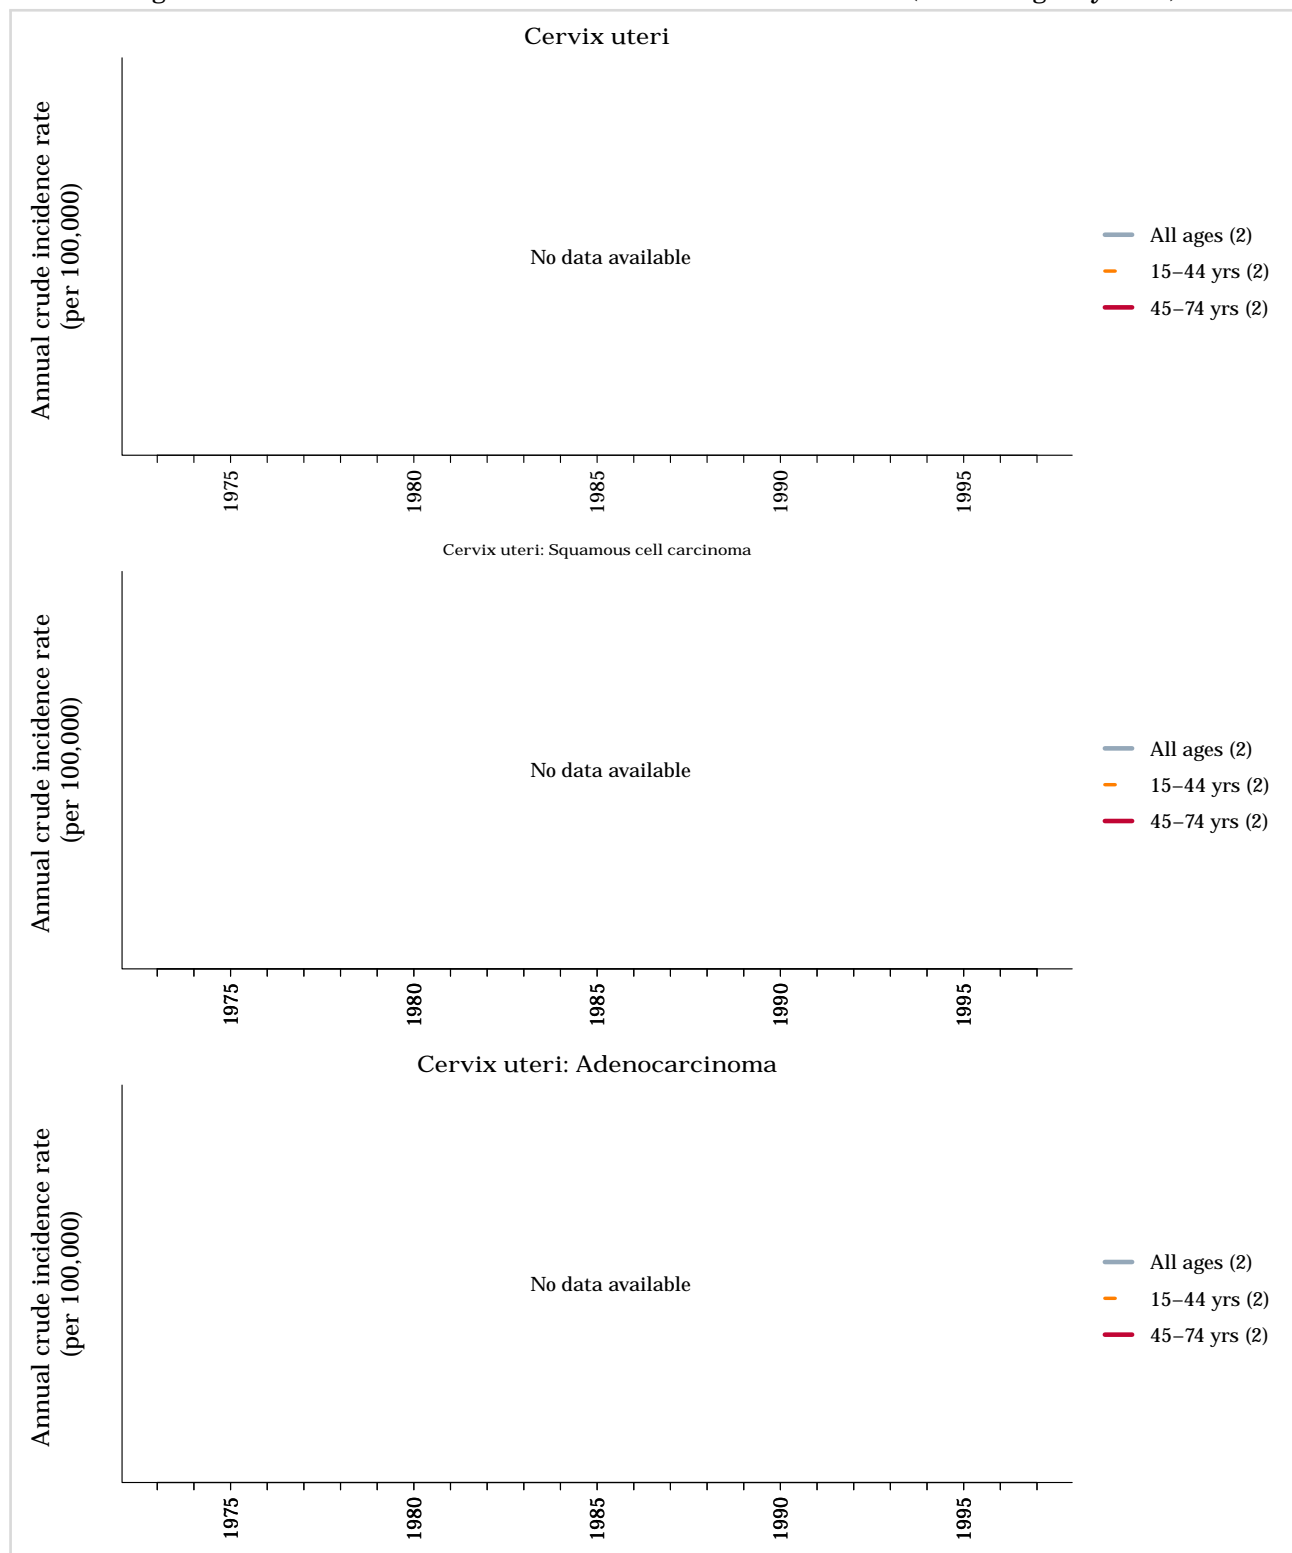 Cervix uteri
Annual crude incidence rate
(per 100,000)
No data available
All ages (2)
15–44 yrs (2)
45–74 yrs (2)
1975
1980
1985
1990
1995
Cervix uteri: Squamous cell carcinoma
Annual crude incidence rate
(per 100,000)
No data available
All ages (2)
15–44 yrs (2)
45–74 yrs (2)
1975
1980
1985
1990
1995
Cervix uteri: Adenocarcinoma
Annual crude incidence rate
(per 100,000)
No data available
All ages (2)
15–44 yrs (2)
45–74 yrs (2)
1975
1980
1985
1990
1995